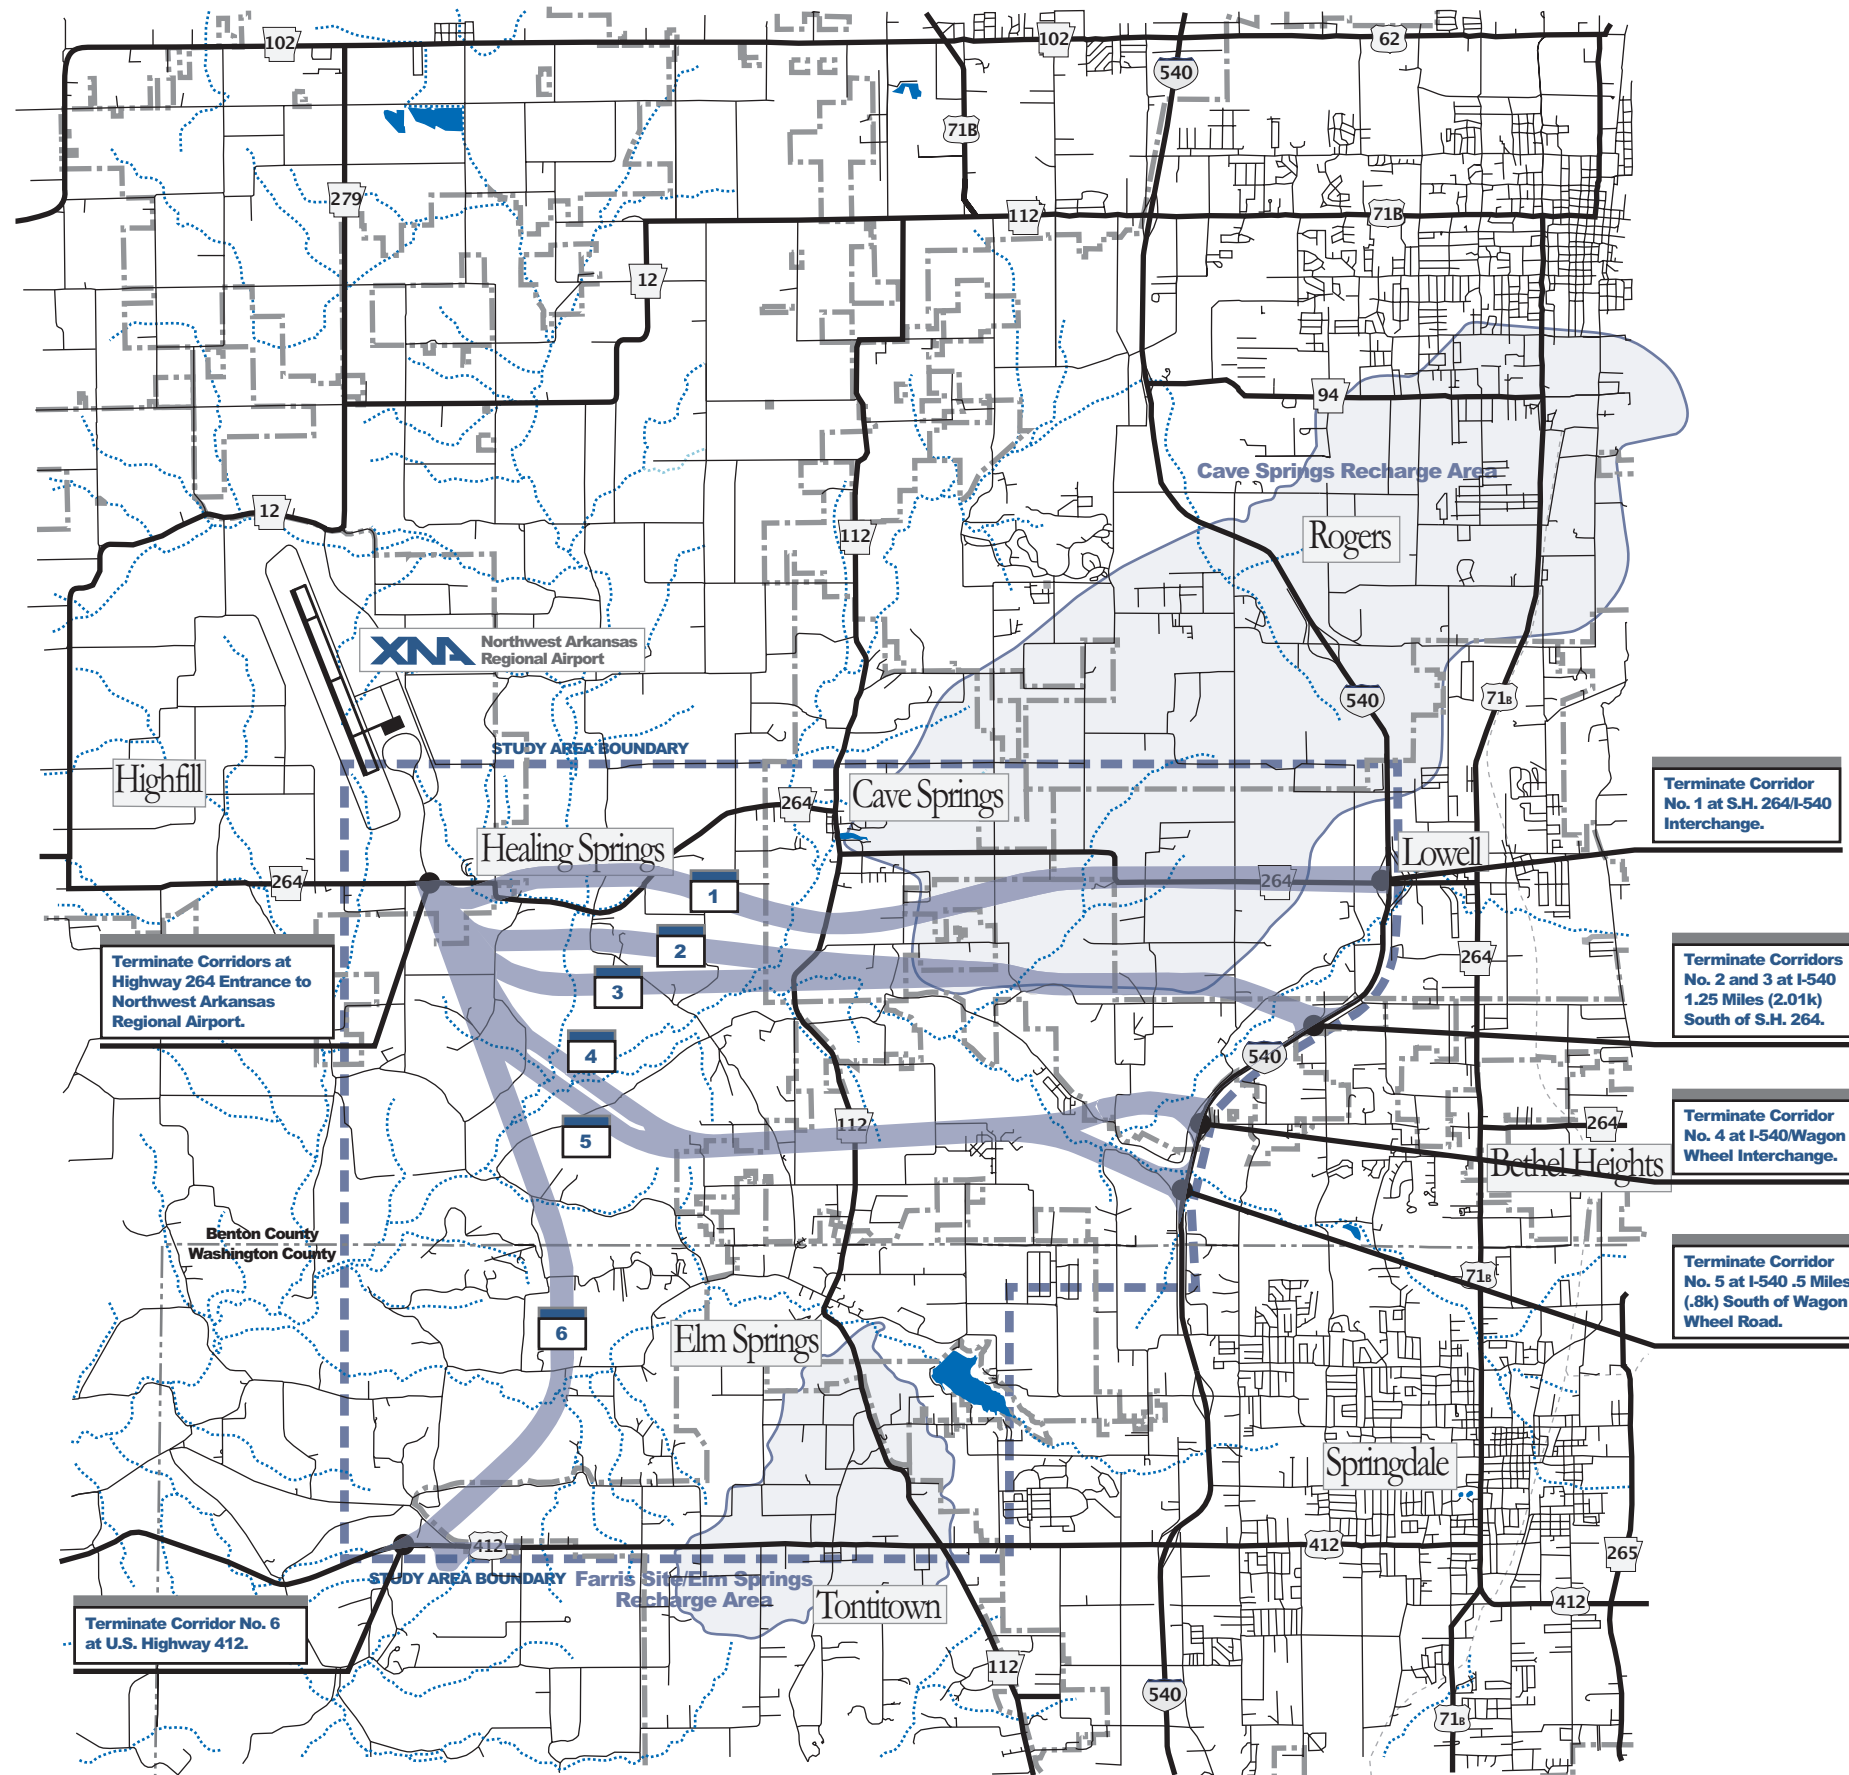 102
102
62
540
71B
279
112
71B
12
94
Cave Springs Recharge Area
12
112
Rogers
XNA Northwest Arkansas
Regional Airport
540
71B
STUDY AREA BOUNDARY
Highfill
264
Cave Springs
Terminate Corridor
No. 1 at S.H. 264/I-540
Interchange.
Healing Springs
Lowell
264
1
264
2
264
Terminate Corridors at
Highway 264 Entrance to
Northwest Arkansas
Regional Airport.
3
Terminate Corridors
No. 2 and 3 at I-540
1.25 Miles (2.01k)
South of S.H. 264.
4
540
112
264
5
Terminate Corridor
No. 4 at I-540/Wagon
Wheel Interchange.
Bethel Heights
Benton County
Washington County
71B
Terminate Corridor
No. 5 at I-540 .5 Miles
(.8k) South of Wagon
Wheel Road.
6
Elm Springs
Springdale
412
412
265
STUDY AREA BOUNDARY
Farris Site/Elm Springs
Recharge Area
Tontitown
412
Terminate Corridor No. 6
at U.S. Highway 412.
112
540
71B